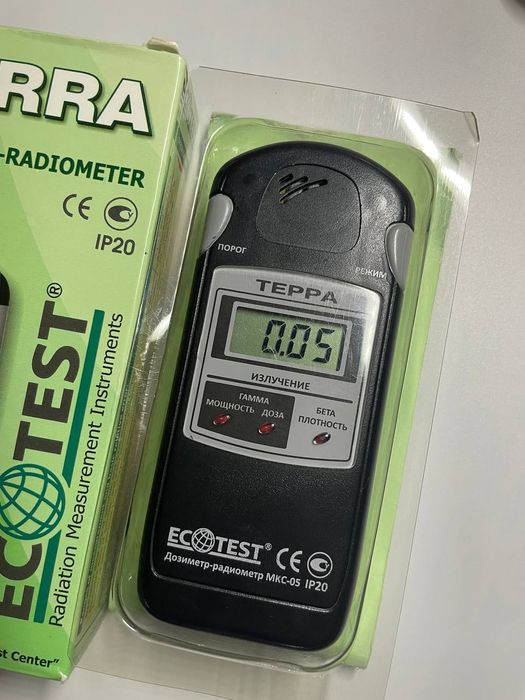 RRA
-RADIOMETER
CE
IP20
ECOTEST®
Radiation Measurement Instruments
st Center"
ПОРОГ
РЕЖИМ
ТЕРРА
0.05
ИЗЛУЧЕНИЕ
ГАММА
МОЩНОСТЬ ДОЗА
БЕТА
ПЛОТНОСТЬ
ECOTEST® CE
Дозиметр-радиометр МКС-05 IP20